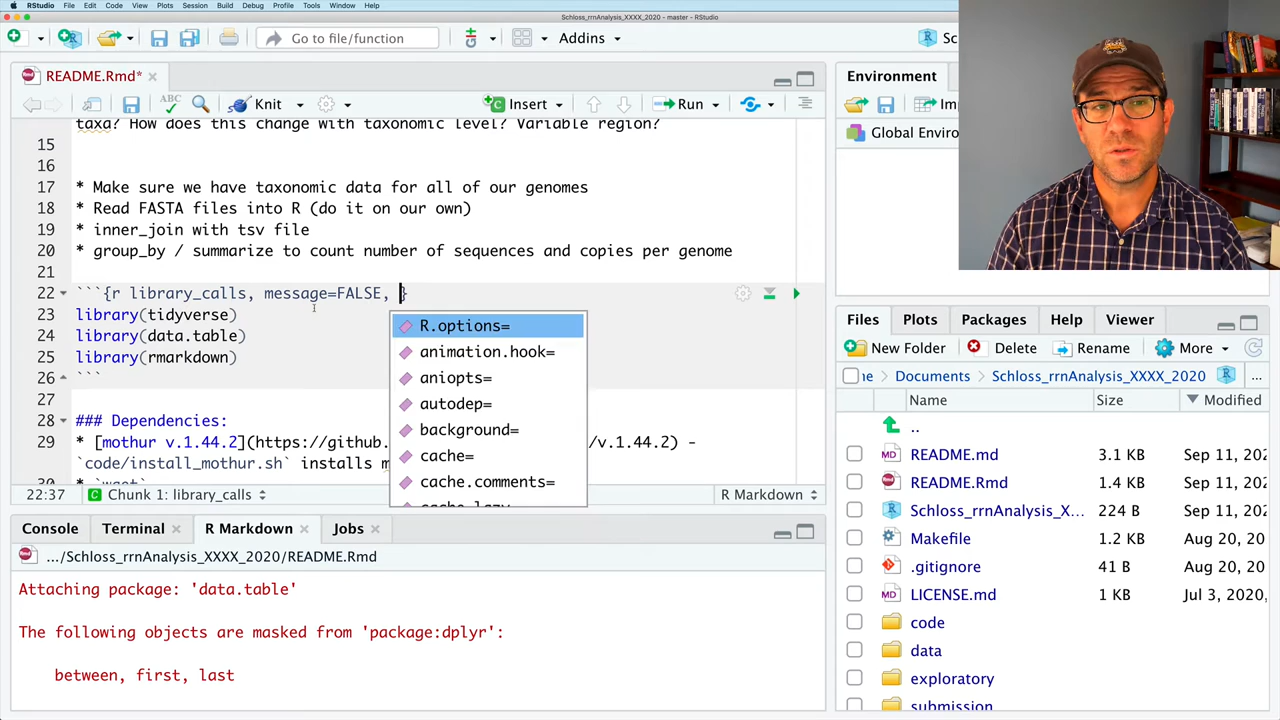 RStudio File Edit Code View Plots Session Build Debug Profile Tools Window Help
Schloss_rrnAnalysis_XXXX_2020 - master - RStudio
Go to file/function
Addins
Sc
README.Rmd*
Knit
Insert
Run
taxa? How does this change with taxonomic level? Variable region?
15
16
17 * Make sure we have taxonomic data for all of our genomes
18 * Read FASTA files into R (do it on our own)
19 * inner_join with tsv file
20 * group_by / summarize to count number of sequences and copies per genome
21
22 ```{r library_calls, message=FALSE, }
23 library(tidyverse)
24 library(data.table)
25 library(rmarkdown)
26 ```
27
28 ### Dependencies:
29 * [mothur v.1.44.2](https://github. /v.1.44.2) -
`code/install_mothur.sh` installs m
R.options=
animation.hook=
aniopts=
autodep=
background=
cache=
cache.comments=
cache.lazy
22:37 Chunk 1: library_calls R Markdown
Console Terminal R Markdown Jobs
.../Schloss_rrnAnalysis_XXXX_2020/README.Rmd
Attaching package: 'data.table'
The following objects are masked from 'package:dplyr':
between, first, last
Environment
Im
Global Enviro
Files Plots Packages Help Viewer
New Folder Delete Rename More
me Documents Schloss_rrnAnalysis_XXXX_2020 ...
Name Size Modified
..
README.md 3.1 KB Sep 11, 202
README.Rmd 1.4 KB Sep 11, 202
Schloss_rrnAnalysis_X... 224 B Sep 11, 202
Makefile 1.2 KB Aug 20, 20
.gitignore 41 B Aug 20, 20
LICENSE.md 1 KB Jul 3, 2020,
code
data
exploratory
submission